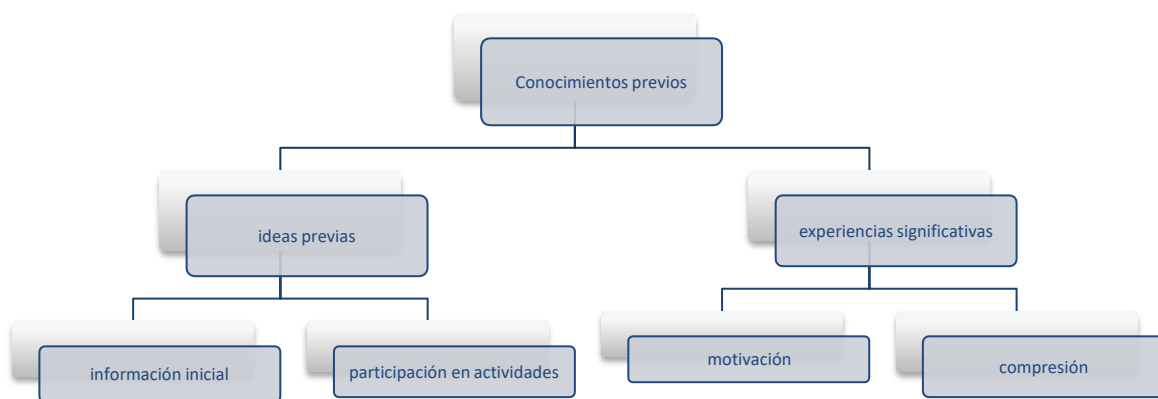 Conocimientos previos
ideas previas
experiencias significativas
información inicial
participación en actividades
motivación
compresión